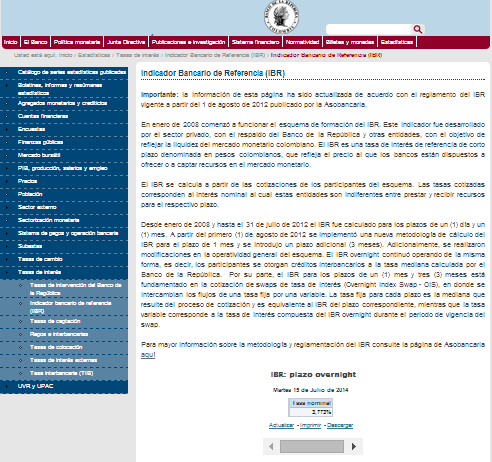 Inicio | El Banco | Política monetaria | Junta Directiva | Publicaciones e investigación | Sistema financiero | Normatividad | Billetes y monedas | Estadísticas |
Usted está aquí: Inicio / Estadísticas / Tasas de interés / Indicador Bancario de Referencia (IBR) / Indicador Bancario de Referencia (IBR)
Catálogo de series estadísticas publicadas
Boletines, informes y resúmenes
estadísticos
Agregados monetarios y crediticios
Cuentas financieras
Encuestas
Finanzas públicas
Mercado bursátil
PIB, producción, salarios y empleo
Precios
Población
Sector externo
Sectorización monetaria
Sistema de pagos y operación bancaria
Subastas
Tasas de cambio
Tasas de interés
Tasas de intervención del Banco de
la República
Indicador bancario de referencia
(IBR)
Tasas de captación
Repos e interbancarias
Tasas de colocación
Tasas de interés externas
Tasa interbancaria (TIB)
UVR y UPAC
Indicador Bancario de Referencia (IBR)
Importante: la información de esta página ha sido actualizada de acuerdo con el reglamento del IBR
vigente a partir del 1 de agosto de 2012 publicado por la Asobancaria.
En enero de 2008 comenzó a funcionar el esquema de formación del IBR. Este indicador fue desarrollado
por el sector privado, con el respaldo del Banco de la República y otras entidades, con el objetivo de
reflejar la liquidez del mercado monetario colombiano. El IBR es una tasa de interés de referencia de corto
plazo denominada en pesos colombianos, que refleja el precio al que los bancos están dispuestos a
ofrecer o a captar recursos en el mercado monetario.
El IBR se calcula a partir de las cotizaciones de los participantes del esquema. Las tasas cotizadas
corresponden al interés nominal al cual estas entidades son indiferentes entre prestar y recibir recursos
para el respectivo plazo.
Desde enero de 2008 y hasta el 31 de julio de 2012 el IBR fue calculado para los plazos de un (1) día y un
(1) mes. A partir del primero (1) de agosto de 2012 se implementó una nueva metodología de cálculo del
IBR para el plazo de 1 mes y se introdujo un plazo adicional (3 meses). Adicionalmente, se realizaron
modificaciones en la operatividad general del esquema. El IBR overnight continuó operando de la misma
forma, es decir, los participantes se otorgan créditos interbancarios a la tasa mediana calculada por el
Banco de la República. Por su parte, el IBR para los plazos de un (1) mes y tres (3) meses está
fundamentado en la cotización de swaps de tasa de interés (Overnight Index Swap - OIS), en donde se
intercambian los flujos de una tasa fija por una variable. La tasa fija para cada plazo es la mediana que
resulte del proceso de cotización y es equivalente al IBR del plazo correspondiente, mientras que la tasa
variable corresponde a la tasa de interés compuesta del IBR overnight durante el periodo de vigencia del
swap.
Para mayor información sobre la metodología y reglamentación del IBR consulte la página de Asobancaria
aquí
IBR: plazo overnight
Martes 15 de Julio de 2014
Tasa nominal
3,773%
Actualizar - Imprimir - Descargar